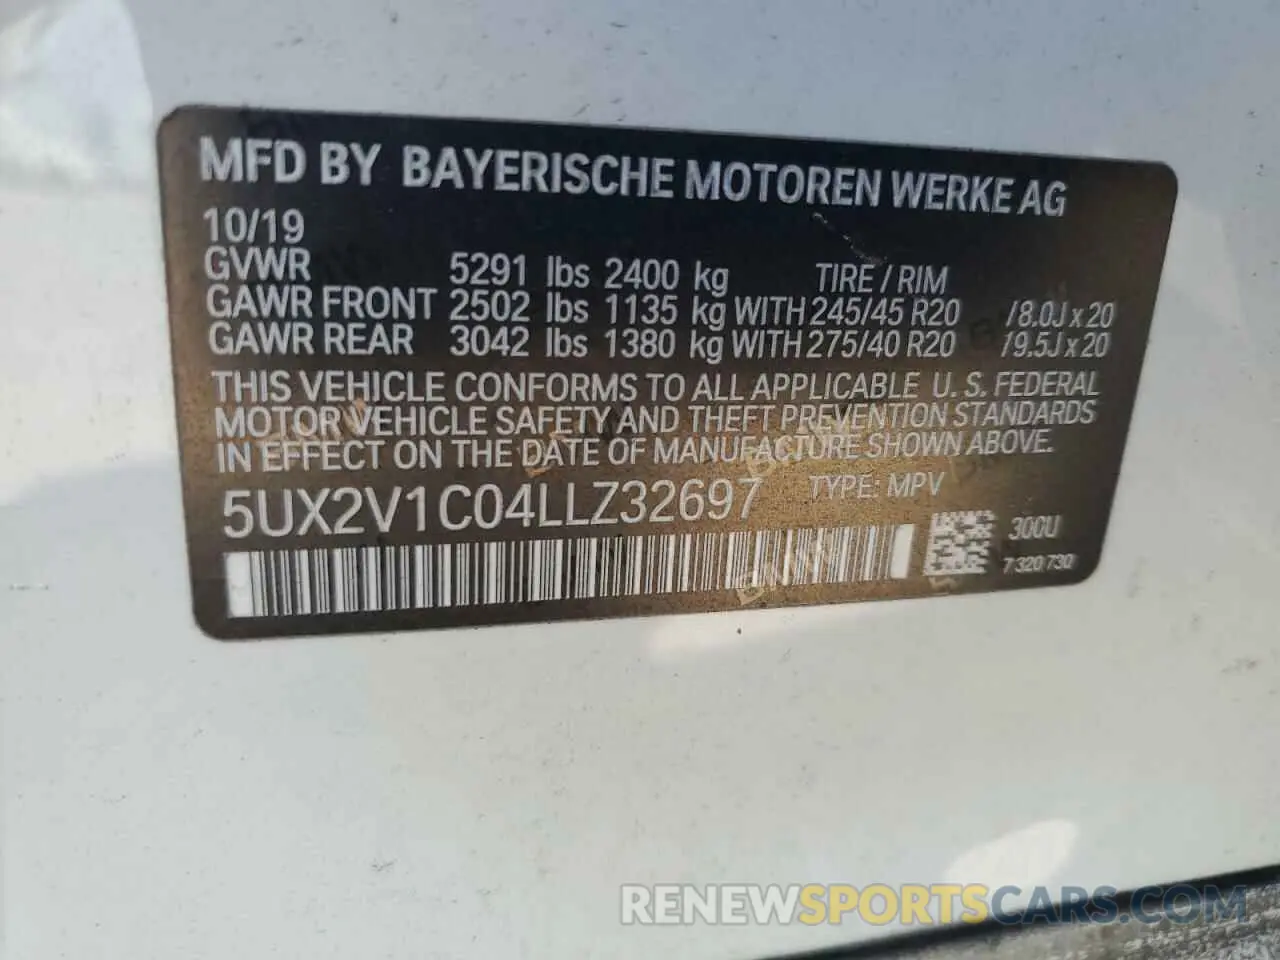 MFD BY BAYERISCHE MOTOREN WERKE AG
10/19
GVWR 5291 lbs 2400 kg TIRE / RIM
GAWR FRONT 2502 lbs 1135 kg WITH 245/45 R20 /8.0J x 20
GAWR REAR 3042 lbs 1380 kg WITH 275/40 R20 /9.5J x 20
THIS VEHICLE CONFORMS TO ALL APPLICABLE U. S. FEDERAL
MOTOR VEHICLE SAFETY AND THEFT PREVENTION STANDARDS
IN EFFECT ON THE DATE OF MANUFACTURE SHOWN ABOVE.
5UX2V1C04LLZ32697 TYPE: MPV
30CU
7 320 730
RENEWSPORTSCARS.COM